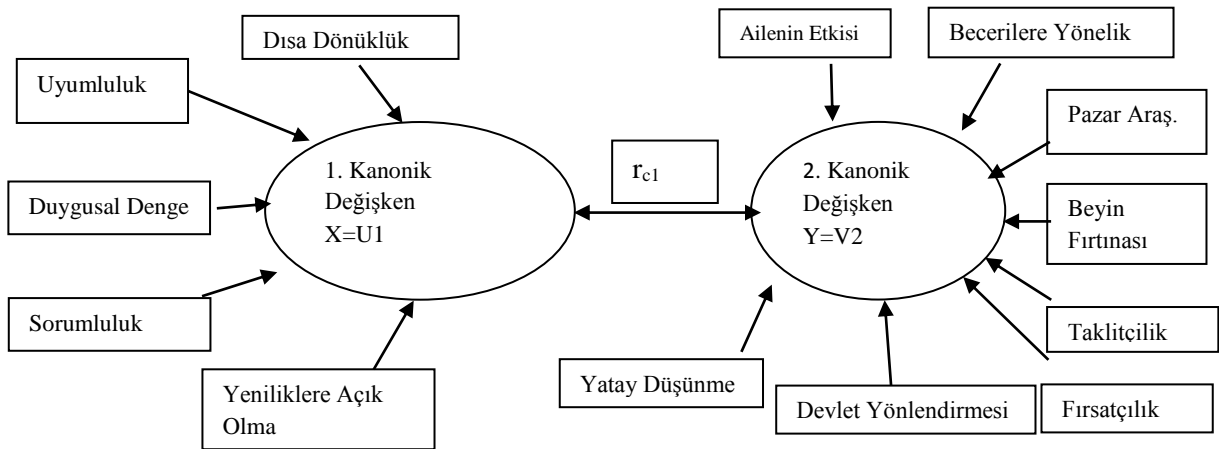 Dısa Dönüklük
Uyumluluk
Duygusal Denge
Sorumluluk
Yeniliklere Açık
Olma
1. Kanonik
Değişken
X=U1
r_c1
Ailenin Etkisi
Becerilere Yönelik
Pazar Araş.
2. Kanonik
Değişken
Y=V2
Beyin
Fırtınası
Taklitçilik
Fırsatçılık
Devlet Yönlendirmesi
Yatay Düşünme